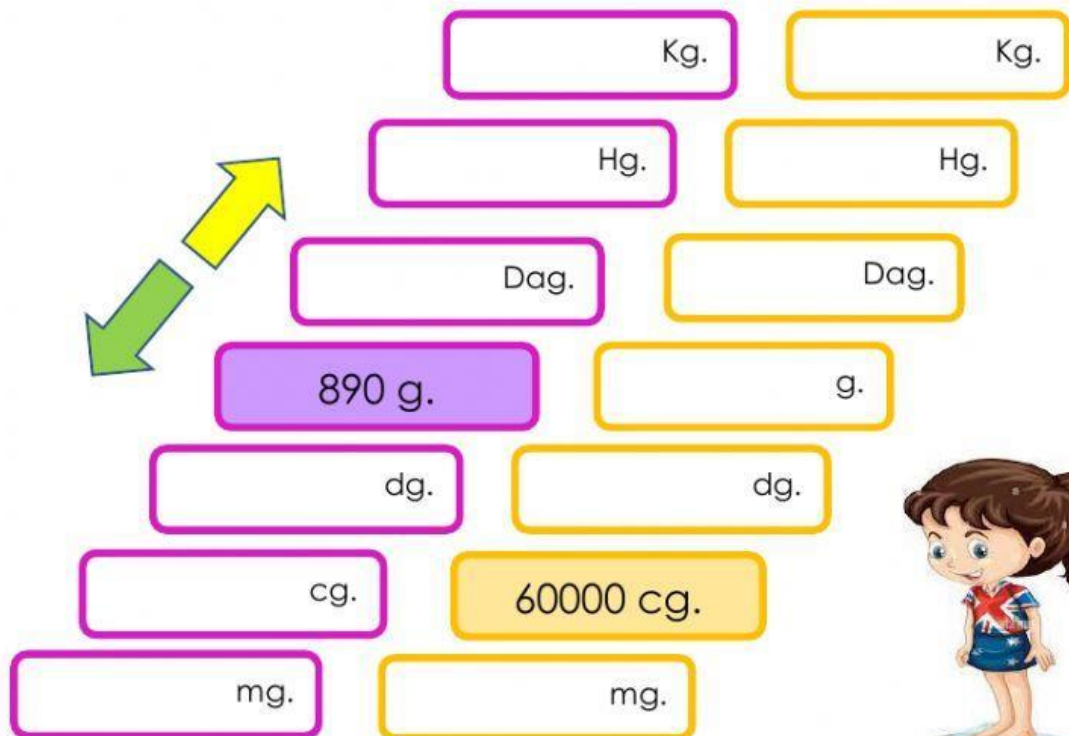 Kg. Kg.
Hg. Hg.
Dag. Dag.
890 g. g.
dg. dg.
cg. 60000 cg.
mg. mg.